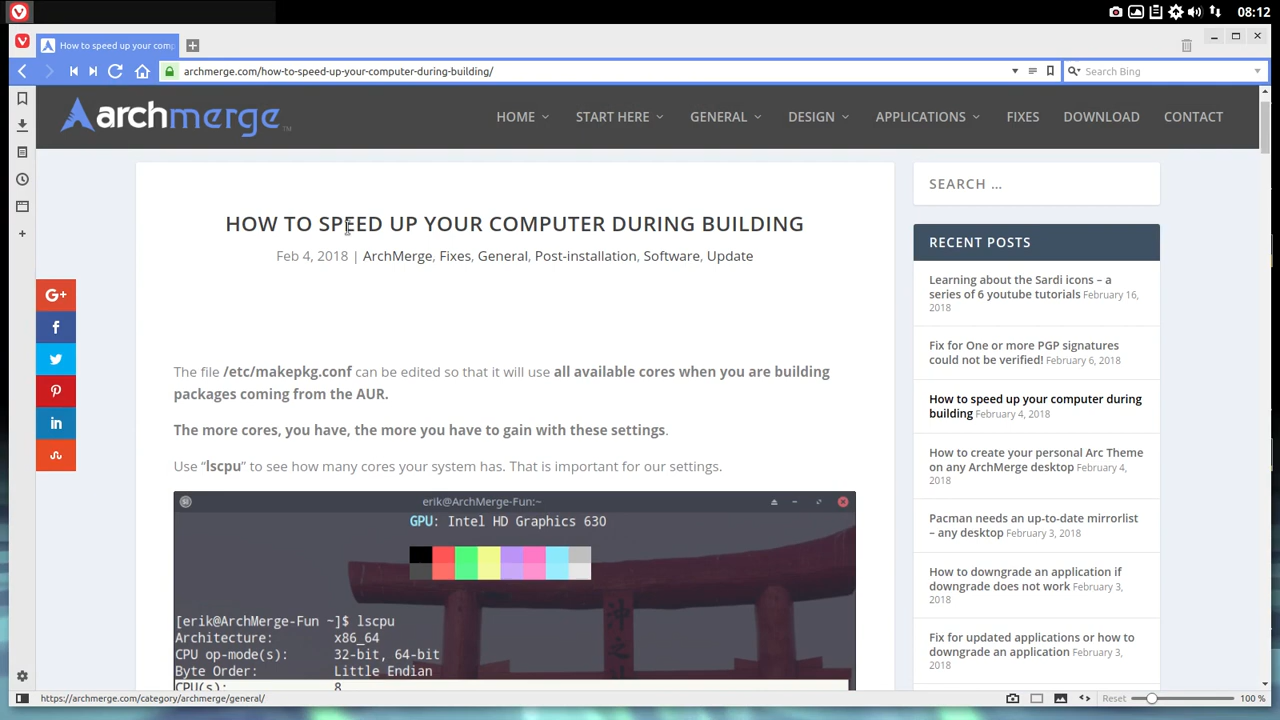 08:12
How to speed up your com
archmerge.com/how-to-speed-up-your-computer-during-building/
Search Bing
archmerge™
HOME
START HERE
GENERAL
DESIGN
APPLICATIONS
FIXES
DOWNLOAD
CONTACT
HOW TO SPEED UP YOUR COMPUTER DURING BUILDING
Feb 4, 2018 | ArchMerge, Fixes, General, Post-installation, Software, Update
The file /etc/makepkg.conf can be edited so that it will use all available cores when you are building
packages coming from the AUR.
The more cores, you have, the more you have to gain with these settings.
Use “lscpu” to see how many cores your system has. That is important for our settings.
erik@ArchMerge-Fun:~
GPU: Intel HD Graphics 630
[erik@ArchMerge-Fun ~]$ lscpu
Architecture: x86_64
CPU op-mode(s): 32-bit, 64-bit
Byte Order: Little Endian
CPU(s): 8
G+
SEARCH …
RECENT POSTS
Learning about the Sardi icons – a
series of 6 youtube tutorials February 16,
2018
Fix for One or more PGP signatures
could not be verified! February 6, 2018
How to speed up your computer during
building February 4, 2018
How to create your personal Arc Theme
on any ArchMerge desktop February 4,
2018
Pacman needs an up-to-date mirrorlist
– any desktop February 3, 2018
How to downgrade an application if
downgrade does not work February 3,
2018
Fix for updated applications or how to
downgrade an application February 3,
2018
https://archmerge.com/category/archmerge/general/
Reset
100 %